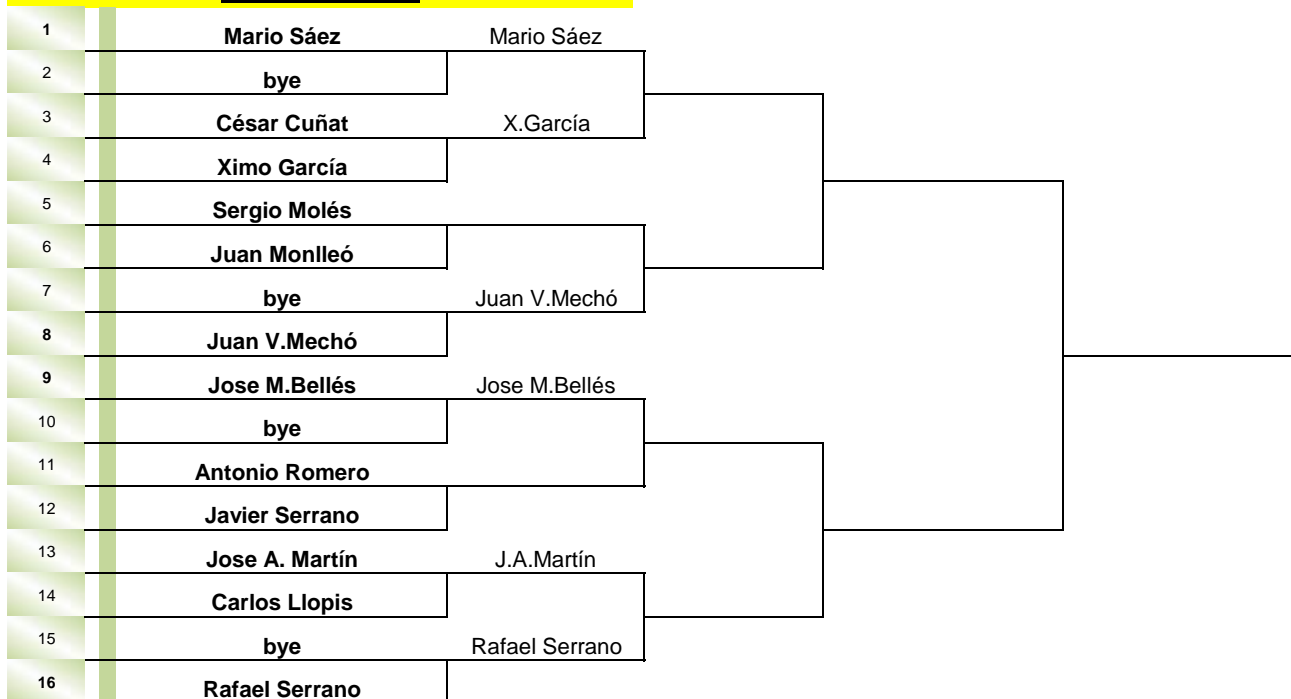 1 Mario Sáez Mario Sáez
2 bye
3 César Cuñat X.García
4 Ximo García
5 Sergio Molés
6 Juan Monlleó
7 bye Juan V.Mechó
8 Juan V.Mechó
9 Jose M.Bellés Jose M.Bellés
10 bye
11 Antonio Romero
12 Javier Serrano
13 Jose A. Martín J.A.Martín
14 Carlos Llopis
15 bye Rafael Serrano
16 Rafael Serrano